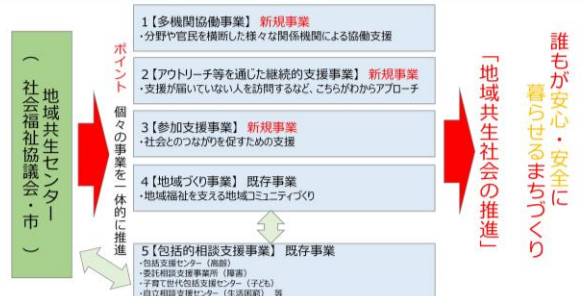 地域共生センター
（社会福祉協議会・市）
ポイント 個々の事業を一体的に推進
1【多機関協働事業】 新規事業
・分野や官民を横断した様々な関係機関による協働支援
2【アウトリーチ等を通じた継続的支援事業】 新規事業
・支援が届いていない人を訪問するなど、こちらがわからアプローチ
3【参加支援事業】 新規事業
・社会とのつながりを促すための支援
4【地域づくり事業】 既存事業
・地域福祉を支える地域コミュニティづくり
5【包括的相談支援事業】 既存事業
・包括支援センター（高齢）
・委託相談支援事業所（障害）
・子育て世代包括支援センター（子ども）
・自立相談支援センター（生活困窮） 等
「地域共生社会の推進」
誰もが安心・安全に
暮らせるまちづくり